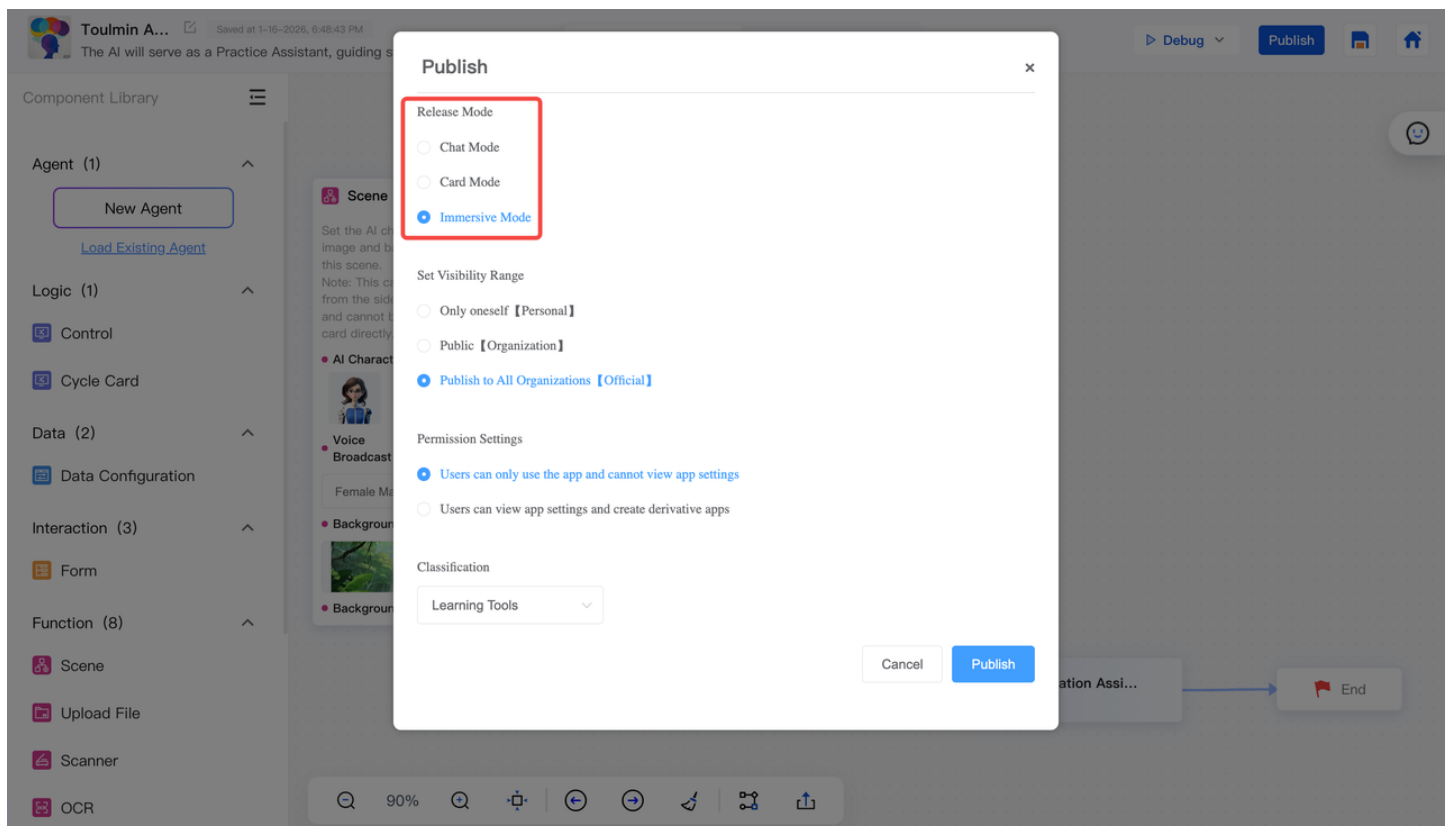 Toulmin A...
Saved at 1-16-2026, 6:48:43 PM
The AI will serve as a Practice Assistant, guiding s
Debug
Publish
Component Library
Agent (1)
New Agent
Load Existing Agent
Logic (1)
Control
Cycle Card
Data (2)
Data Configuration
Interaction (3)
Form
Function (8)
Scene
Upload File
Scanner
OCR
Scene
Set the AI ch
image and b
this scene.
Note: This ca
from the side
and cannot b
card directly
AI Charact
Voice
Broadcast
Female Ma
Backgroun
Backgroun
Publish
Release Mode
Chat Mode
Card Mode
Immersive Mode
Set Visibility Range
Only oneself【Personal】
Public【Organization】
Publish to All Organizations【Official】
Permission Settings
Users can only use the app and cannot view app settings
Users can view app settings and create derivative apps
Classification
Learning Tools
Cancel
Publish
ation Assi...
End
90%